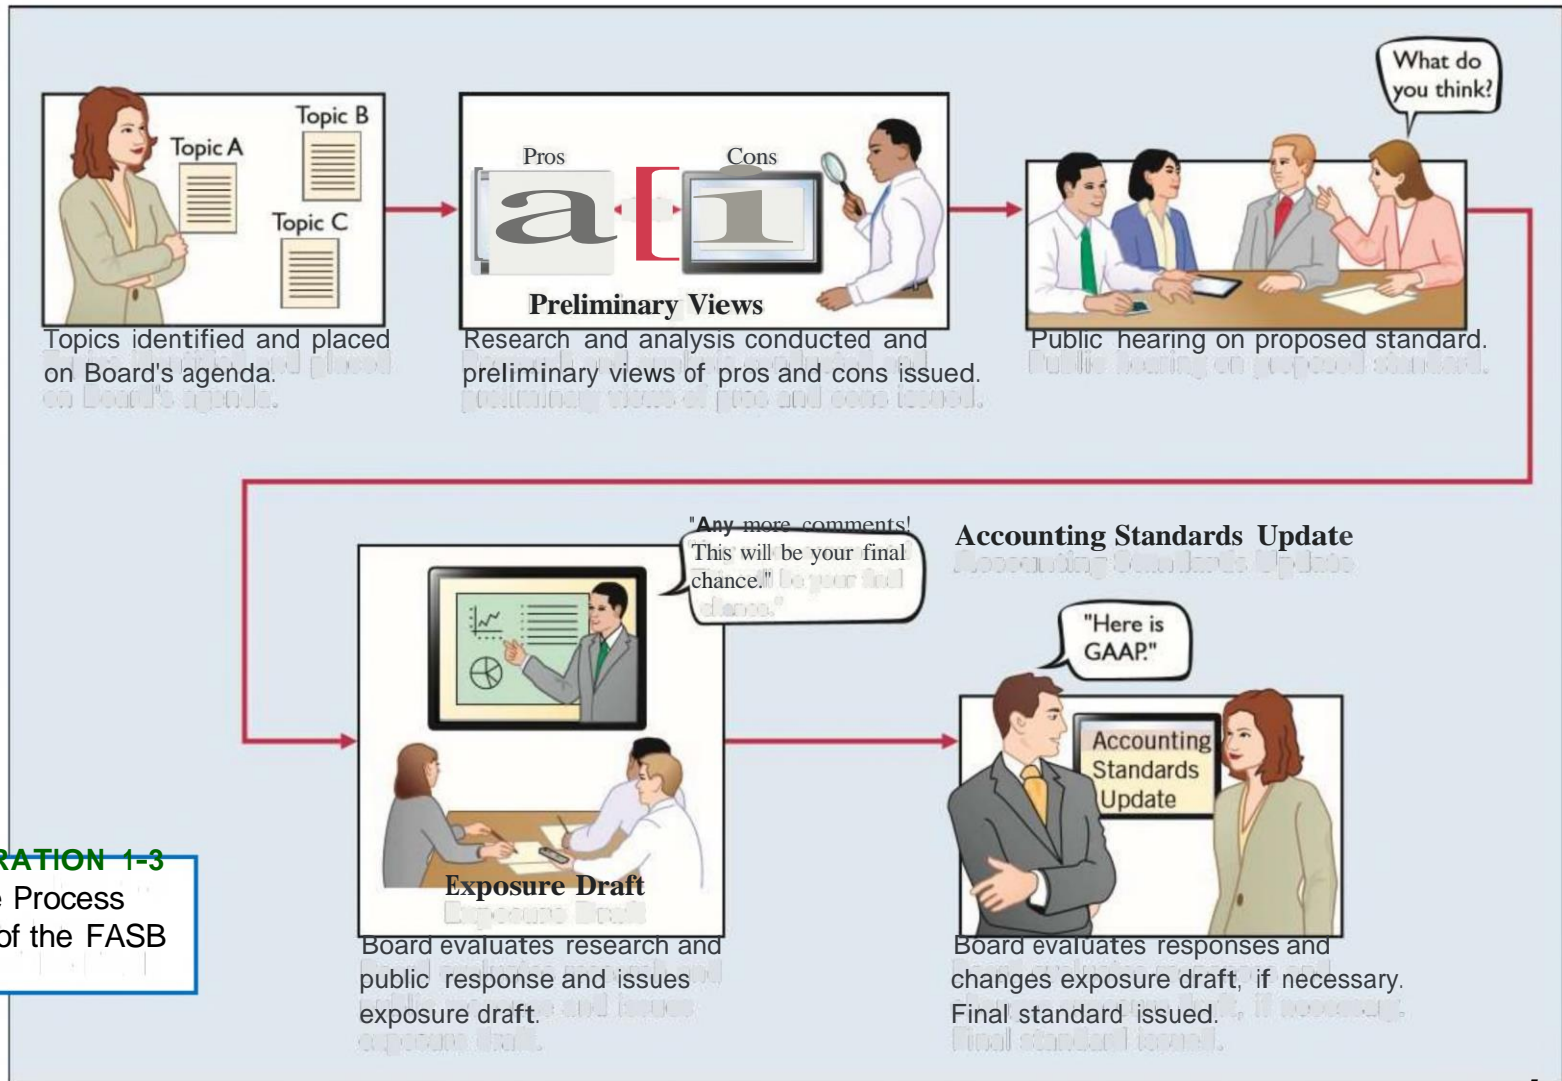 Topic A
Topic B
Topic C
Topics identified and placed
on Board's agenda.
Pros
Cons
a[i
Preliminary Views
Research and analysis conducted and
preliminary views of pros and cons issued.
What do
you think?
Public hearing on proposed standard.
"Any more comments!
This will be your final
chance."
Exposure Draft
Board evaluates research and
public response and issues
exposure draft.
Accounting Standards Update
"Here is
GAAP."
Accounting
Standards
Update
Board evaluates responses and
changes exposure draft, if necessary.
Final standard issued.
RATION 1-3
Process
of the FASB